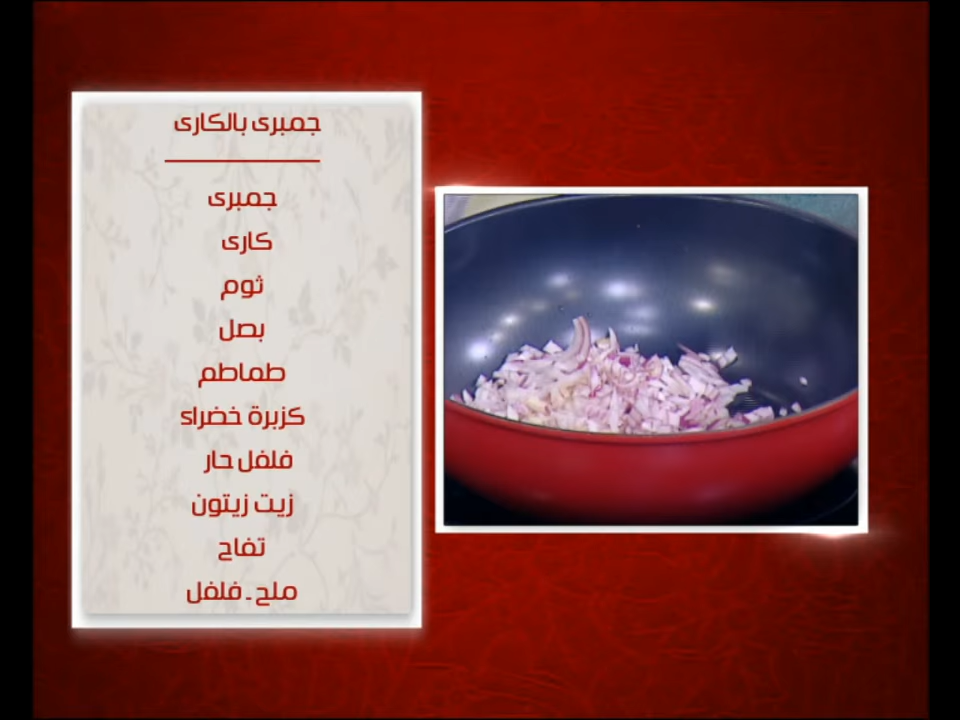 جمبرى بالكارى
جمبرى
كارى
ثوم
بصل
طماطم
كزبرة خضراء
فلفل حار
زيت زيتون
تفاح
ملح - فلفل